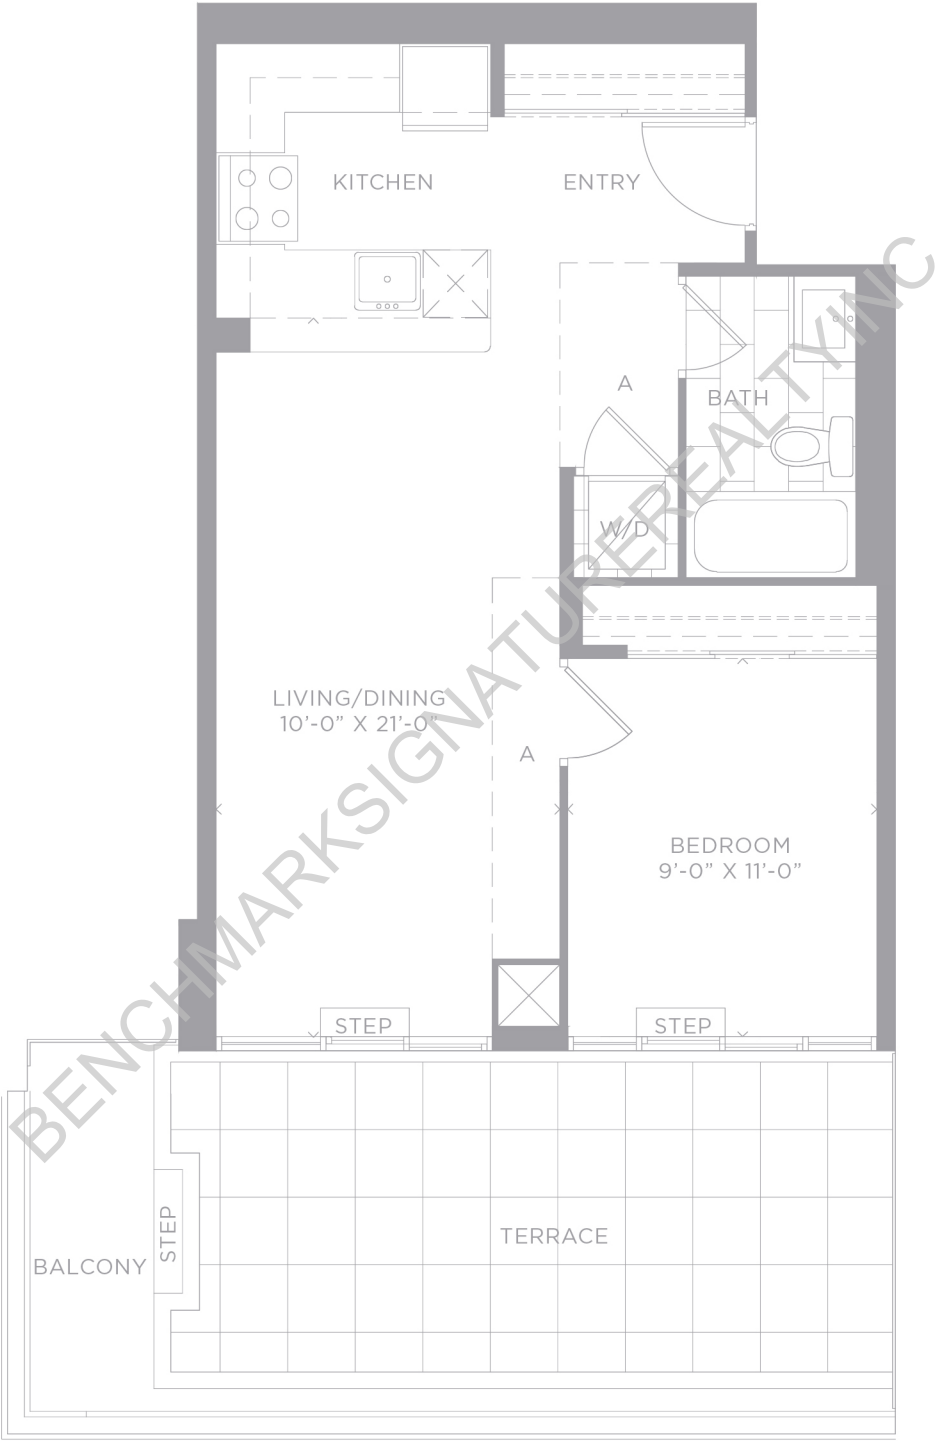 KITCHEN
ENTRY
A
BATH
W/D
LIVING/DINING
10'-0" X 21'-0"
A
BEDROOM
9'-0" X 11'-0"
STEP
STEP
STEP
TERRACE
BALCONY
BENCHMARKSIGNATUREREALTYINC